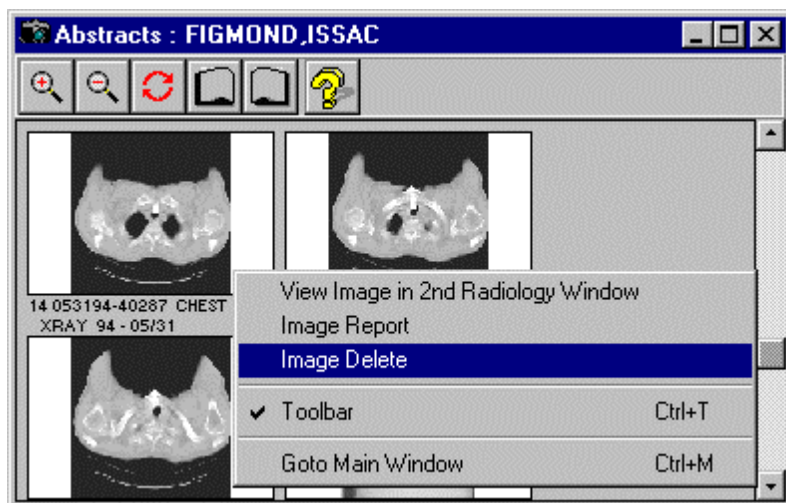 Abstracts : FIGMOND,ISSAC
14 053194-40287 CHEST
XRAY 94 - 05/31
View Image in 2nd Radiology Window
Image Report
Image Delete
Toolbar Ctrl+T
Goto Main Window Ctrl+M